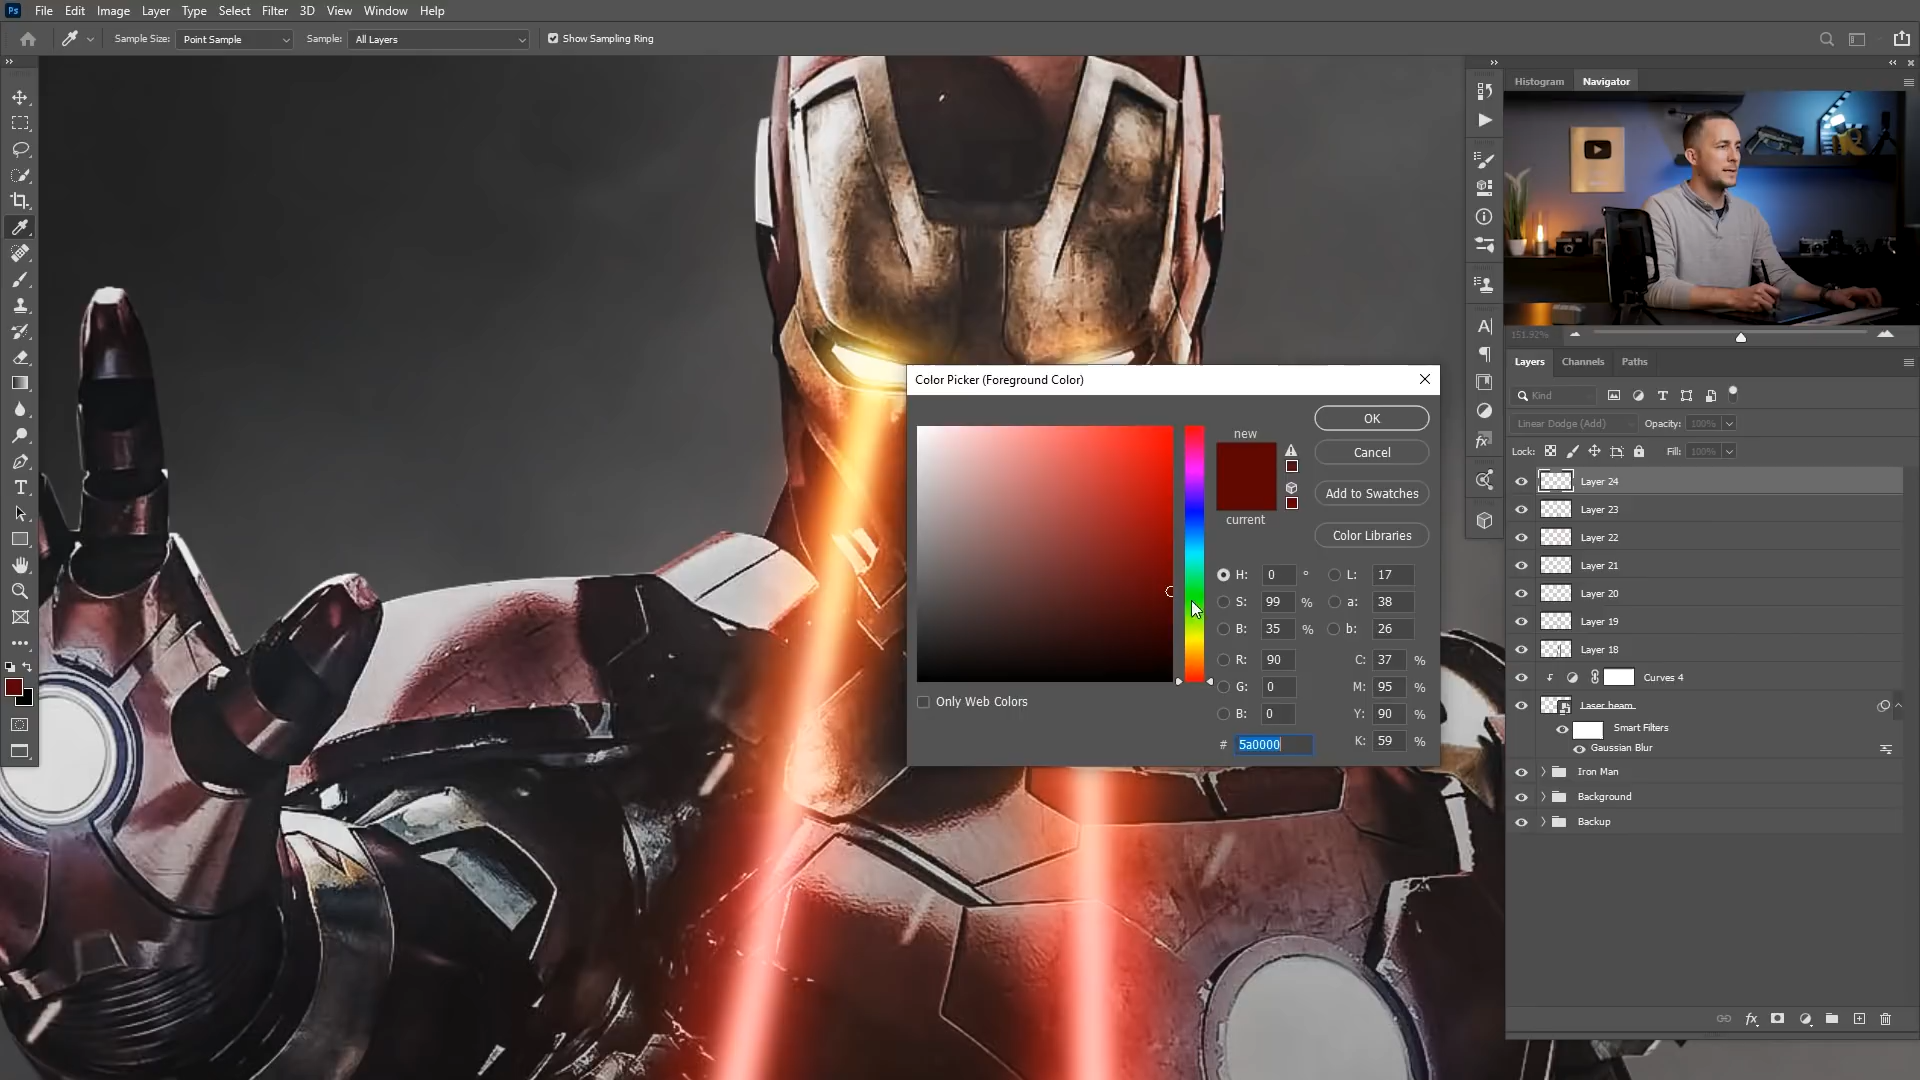 Ps File Edit Image Layer Type Select Filter 3D View Window Help
Sample Size: Point Sample Sample: All Layers Show Sampling Ring
Histogram Navigator
151.92%
Layers Channels Paths
Kind
Linear Dodge (Add) Opacity: 100%
Lock: Fill: 100%
Layer 24
Layer 23
Layer 22
Layer 21
Layer 20
Layer 19
Layer 18
Curves 4
Laser beam
Smart Filters
Gaussian Blur
Iron Man
Background
Backup
Color Picker (Foreground Color)
new
current
OK
Cancel
Add to Swatches
Color Libraries
H: 0 ° L: 17
S: 99 % a: 38
B: 35 % b: 26
R: 90 C: 37 %
G: 0 M: 95 %
B: 0 Y: 90 %
# 5a0000 K: 59 %
Only Web Colors